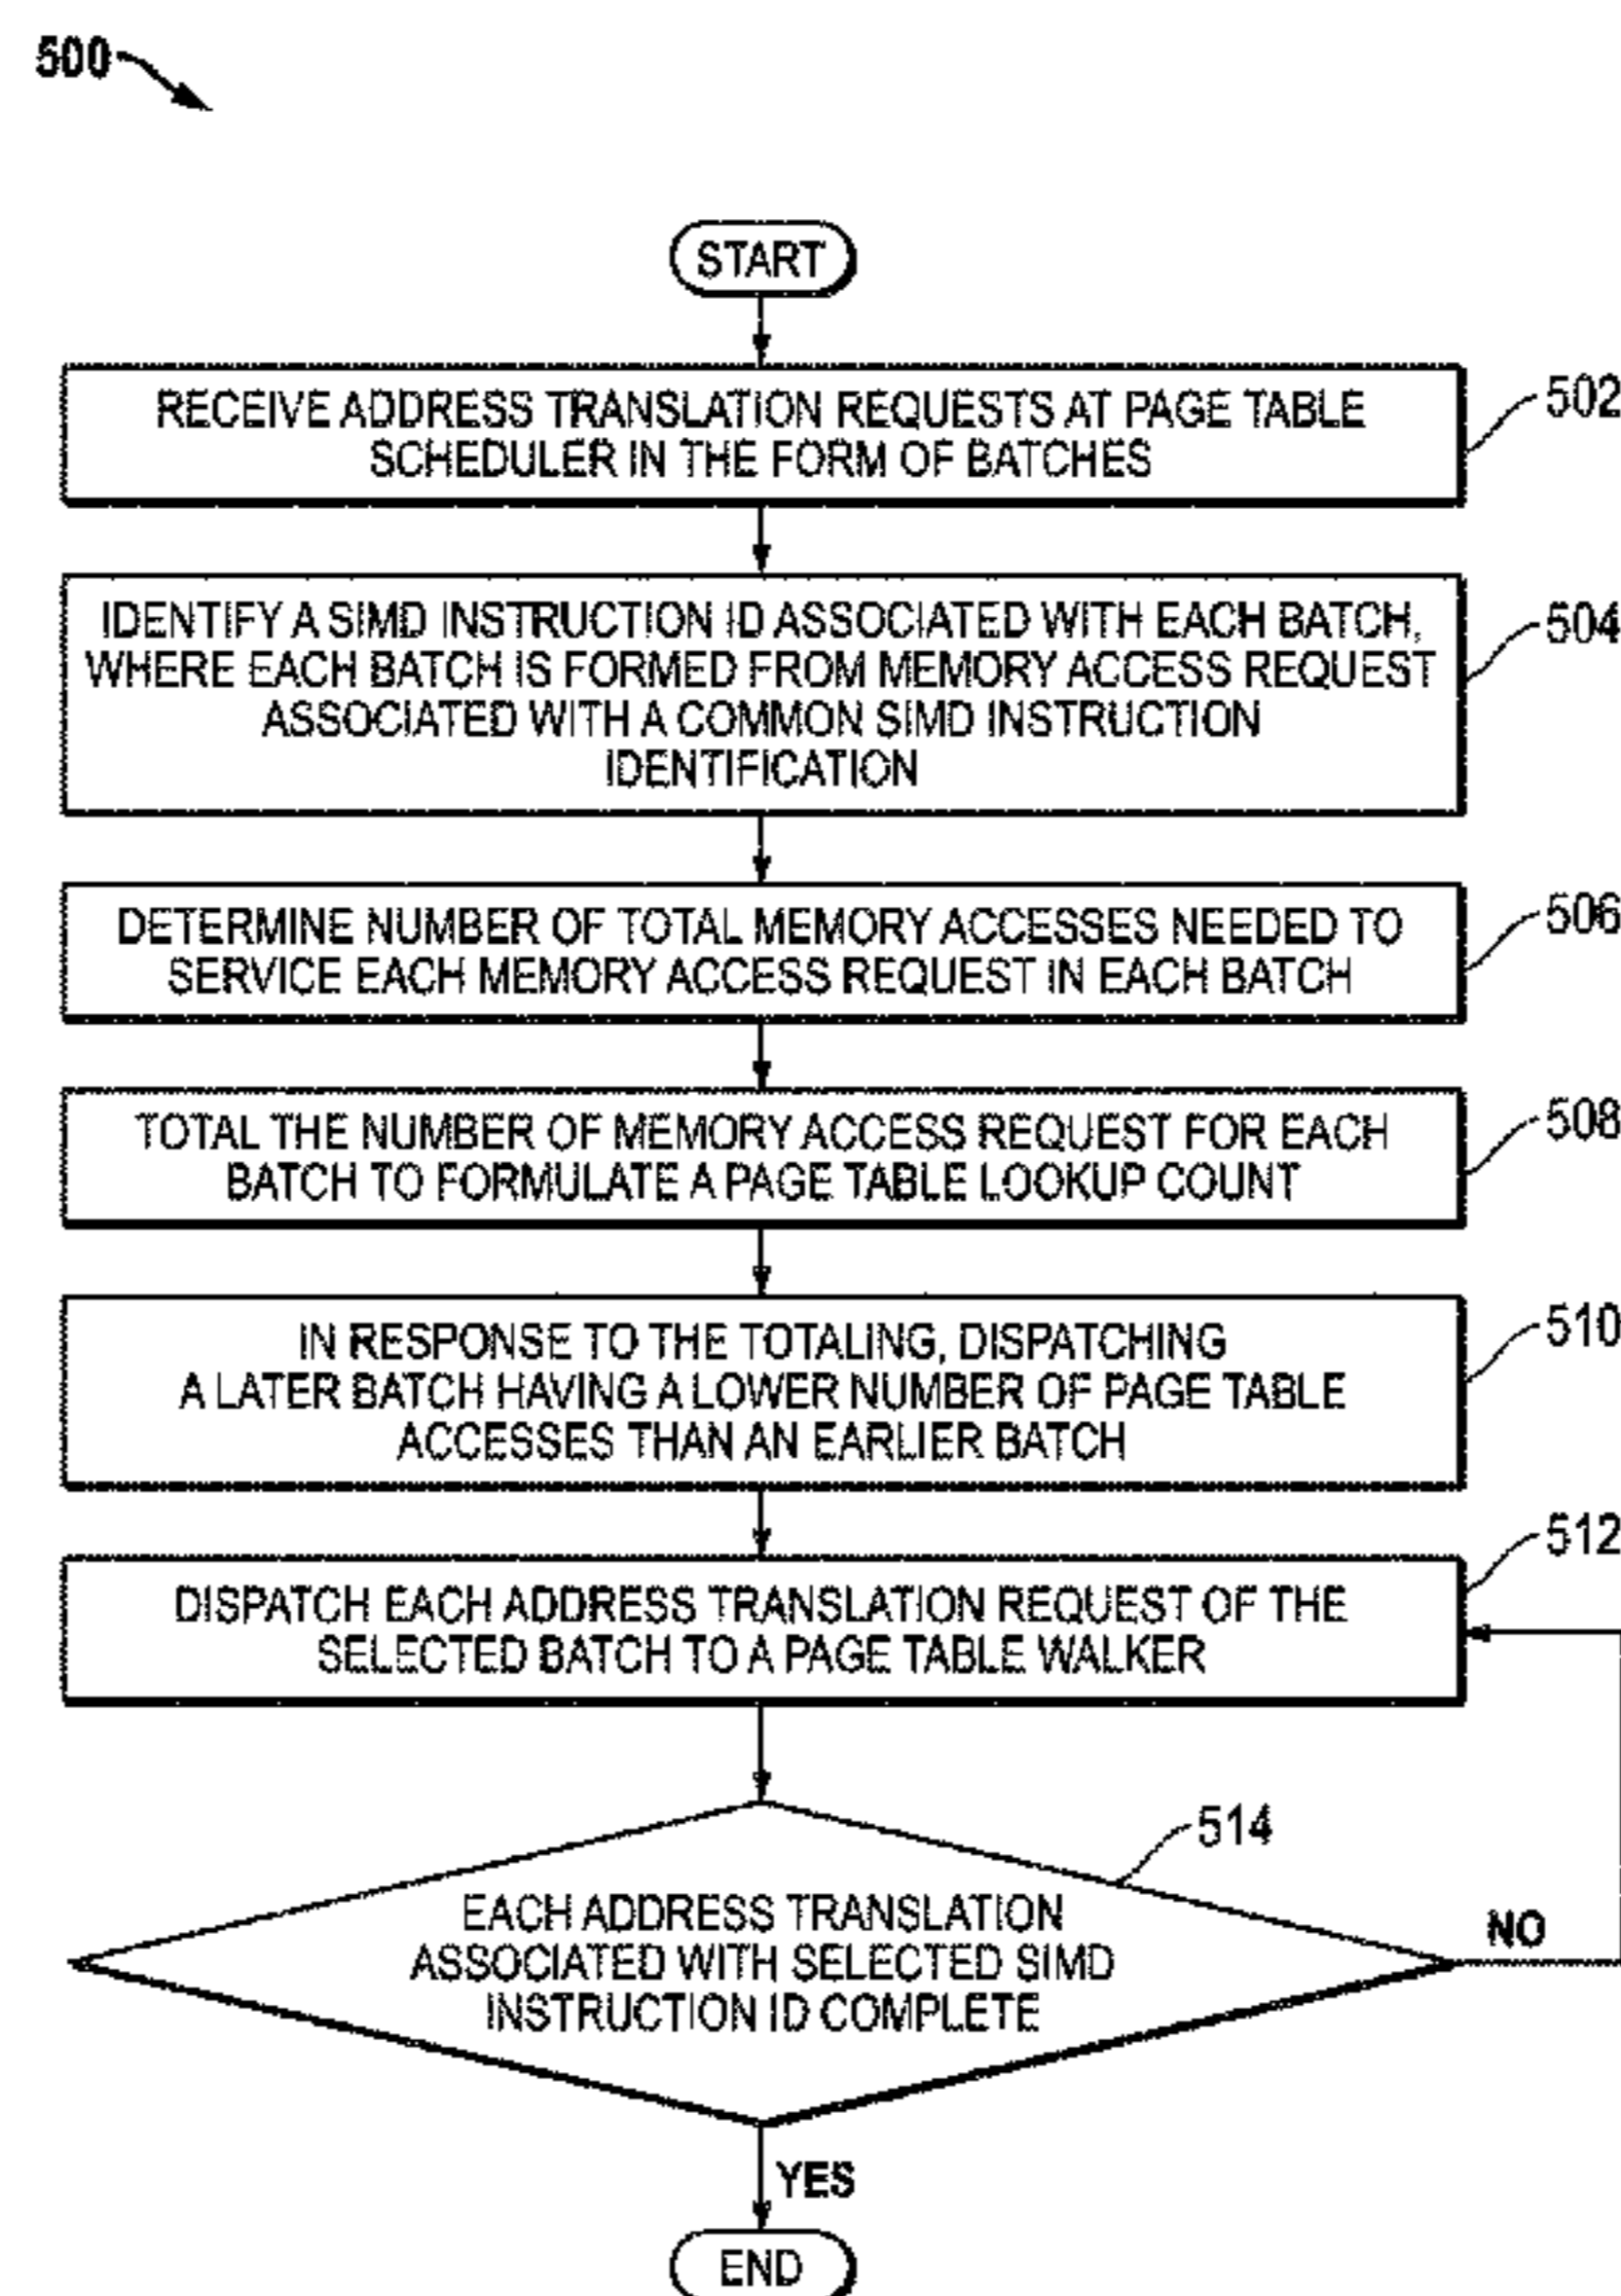 500
START
RECEIVE ADDRESS TRANSLATION REQUESTS AT PAGE TABLE
SCHEDULER IN THE FORM OF BATCHES
502
IDENTIFY A SIMD INSTRUCTION ID ASSOCIATED WITH EACH BATCH,
WHERE EACH BATCH IS FORMED FROM MEMORY ACCESS REQUEST
ASSOCIATED WITH A COMMON SIMD INSTRUCTION
IDENTIFICATION
504
DETERMINE NUMBER OF TOTAL MEMORY ACCESSES NEEDED TO
SERVICE EACH MEMORY ACCESS REQUEST IN EACH BATCH
506
TOTAL THE NUMBER OF MEMORY ACCESS REQUEST FOR EACH
BATCH TO FORMULATE A PAGE TABLE LOOKUP COUNT
508
IN RESPONSE TO THE TOTALING, DISPATCHING
A LATER BATCH HAVING A LOWER NUMBER OF PAGE TABLE
ACCESSES THAN AN EARLIER BATCH
510
DISPATCH EACH ADDRESS TRANSLATION REQUEST OF THE
SELECTED BATCH TO A PAGE TABLE WALKER
512
EACH ADDRESS TRANSLATION
ASSOCIATED WITH SELECTED SIMD
INSTRUCTION ID COMPLETE
514
NO
YES
END